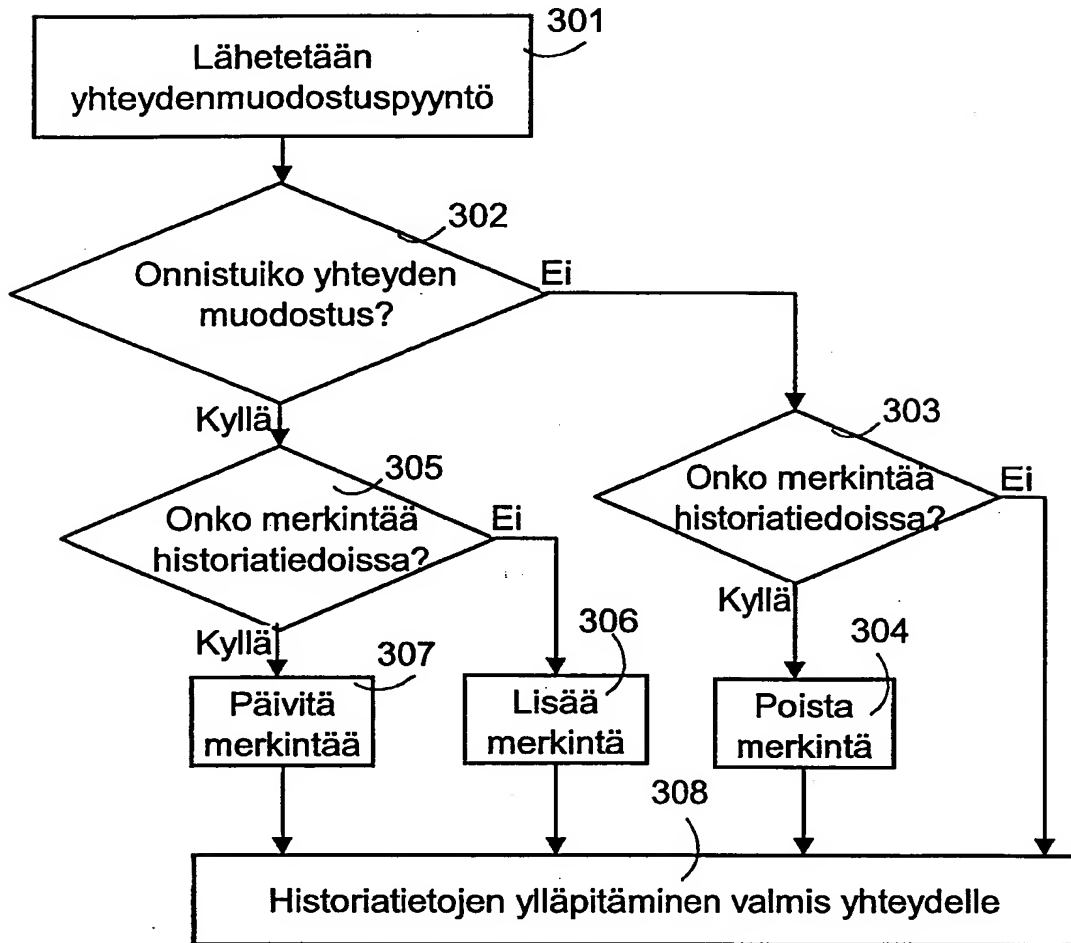 301
Lähetetään
yhteydenmuodostuspyyntö
302
Onnistuiko yhteyden
muodostus?
Ei
Kyllä
303
305
Onko merkintää
historiatiedoissa?
Ei
Onko merkintää
historiatiedoissa?
Ei
Kyllä
Kyllä
307
306
304
Päivitä
merkintää
Lisää
merkintä
Poista
merkintä
308
Historiatietojen ylläpitäminen valmis yhteydelle